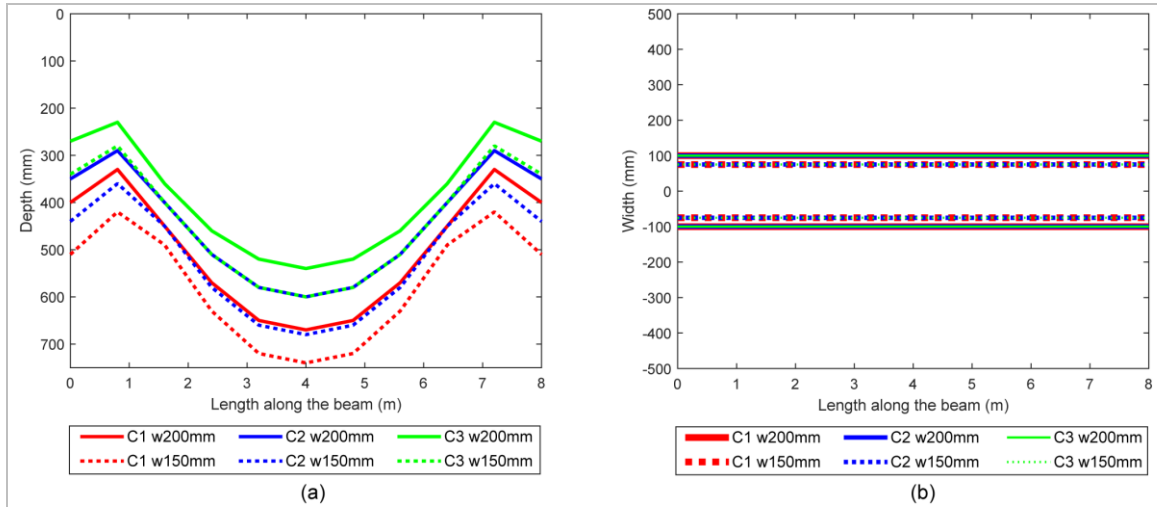 0
100
200
300
400
500
600
700
Depth (mm)
0 1 2 3 4 5 6 7 8
Length along the beam (m)
C1 w200mm C2 w200mm C3 w200mm
C1 w150mm C2 w150mm C3 w150mm
(a)
500
400
300
200
100
0
-100
-200
-300
-400
-500
Width (mm)
0 1 2 3 4 5 6 7 8
Length along the beam (m)
C1 w200mm C2 w200mm C3 w200mm
C1 w150mm C2 w150mm C3 w150mm
(b)